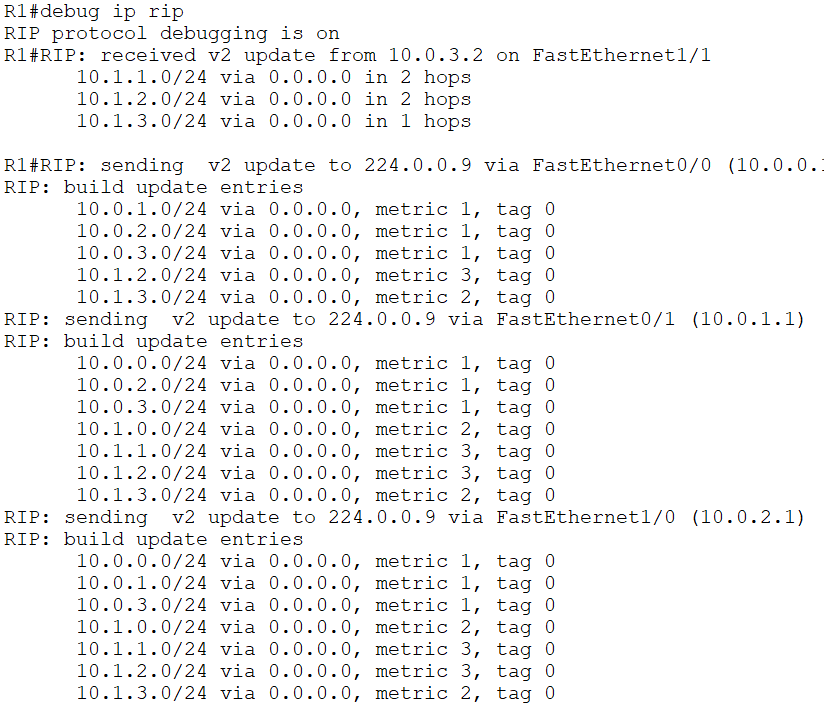 R1#debug ip rip
RIP protocol debugging is on
R1#RIP: received v2 update from 10.0.3.2 on FastEthernet1/1
10.1.1.0/24 via 0.0.0.0 in 2 hops
10.1.2.0/24 via 0.0.0.0 in 2 hops
10.1.3.0/24 via 0.0.0.0 in 1 hops
R1#RIP: sending  v2 update to 224.0.0.9 via FastEthernet0/0 (10.0.0.1
RIP: build update entries
10.0.1.0/24 via 0.0.0.0, metric 1, tag 0
10.0.2.0/24 via 0.0.0.0, metric 1, tag 0
10.0.3.0/24 via 0.0.0.0, metric 1, tag 0
10.1.2.0/24 via 0.0.0.0, metric 3, tag 0
10.1.3.0/24 via 0.0.0.0, metric 2, tag 0
RIP: sending  v2 update to 224.0.0.9 via FastEthernet0/1 (10.0.1.1)
RIP: build update entries
10.0.0.0/24 via 0.0.0.0, metric 1, tag 0
10.0.2.0/24 via 0.0.0.0, metric 1, tag 0
10.0.3.0/24 via 0.0.0.0, metric 1, tag 0
10.1.0.0/24 via 0.0.0.0, metric 2, tag 0
10.1.1.0/24 via 0.0.0.0, metric 3, tag 0
10.1.2.0/24 via 0.0.0.0, metric 3, tag 0
10.1.3.0/24 via 0.0.0.0, metric 2, tag 0
RIP: sending  v2 update to 224.0.0.9 via FastEthernet1/0 (10.0.2.1)
RIP: build update entries
10.0.0.0/24 via 0.0.0.0, metric 1, tag 0
10.0.1.0/24 via 0.0.0.0, metric 1, tag 0
10.0.3.0/24 via 0.0.0.0, metric 1, tag 0
10.1.0.0/24 via 0.0.0.0, metric 2, tag 0
10.1.1.0/24 via 0.0.0.0, metric 3, tag 0
10.1.2.0/24 via 0.0.0.0, metric 3, tag 0
10.1.3.0/24 via 0.0.0.0, metric 2, tag 0